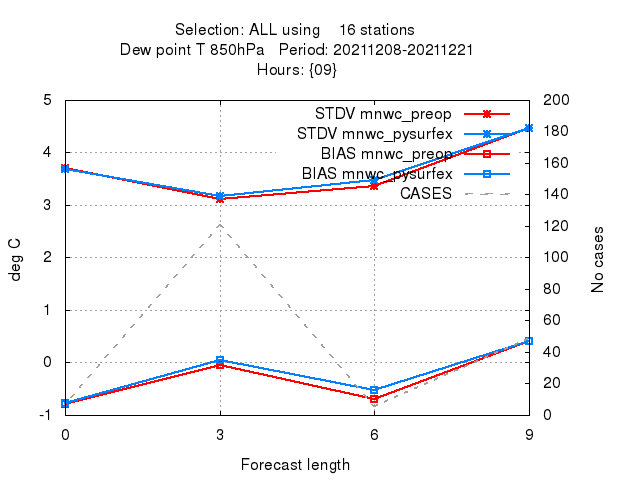 Selection: ALL using    16 stations
Dew point T 850hPa   Period: 20211208-20211221
Hours: {09}
STDV mnwc_preop
STDV mnwc_pysurfex
BIAS mnwc_preop
BIAS mnwc_pysurfex
CASES
5
4
3
2
1
0
-1
deg C
200
180
160
140
120
100
80
60
40
20
0
No cases
0 3 6 9
Forecast length